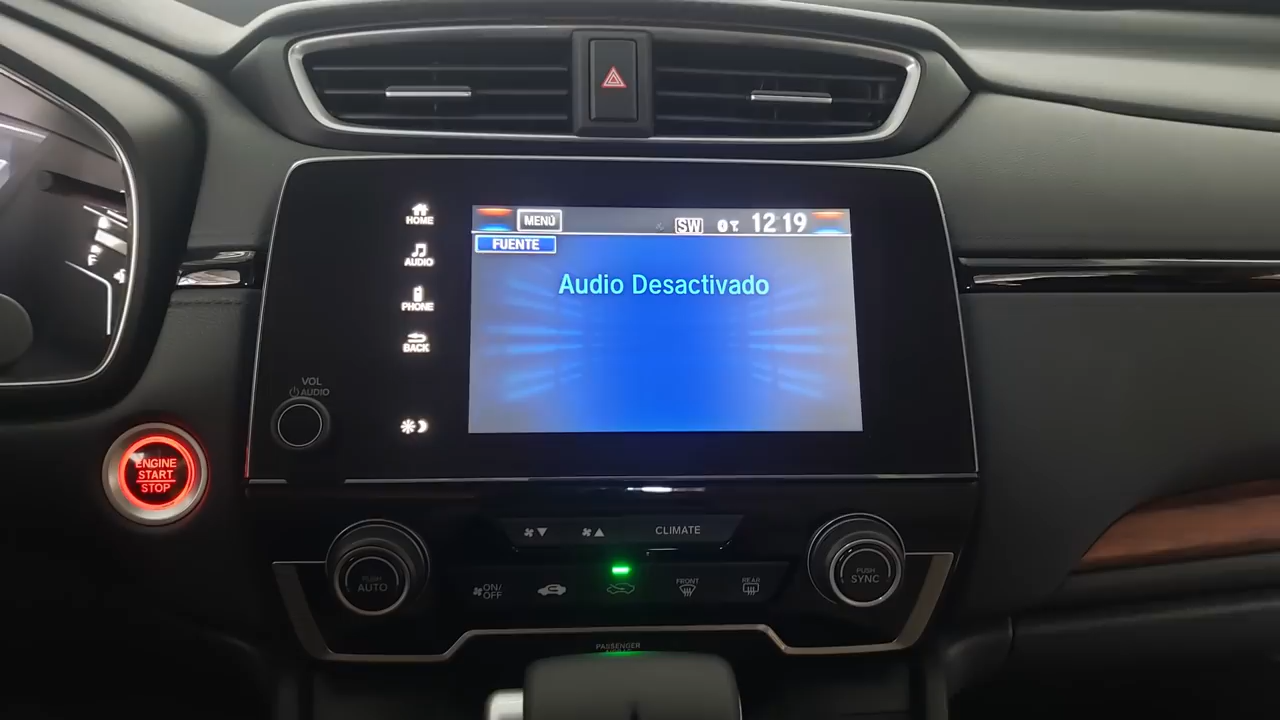 HOME
MENÚ
SW
12 19
FUENTE
AUDIO
Audio Desactivado
PHONE
BACK
VOL
AUDIO
ENGINE
START
STOP
CLIMATE
PUSH
AUTO
ON/
OFF
FRONT
REAR
PUSH
SYNC
PASSENGER
F